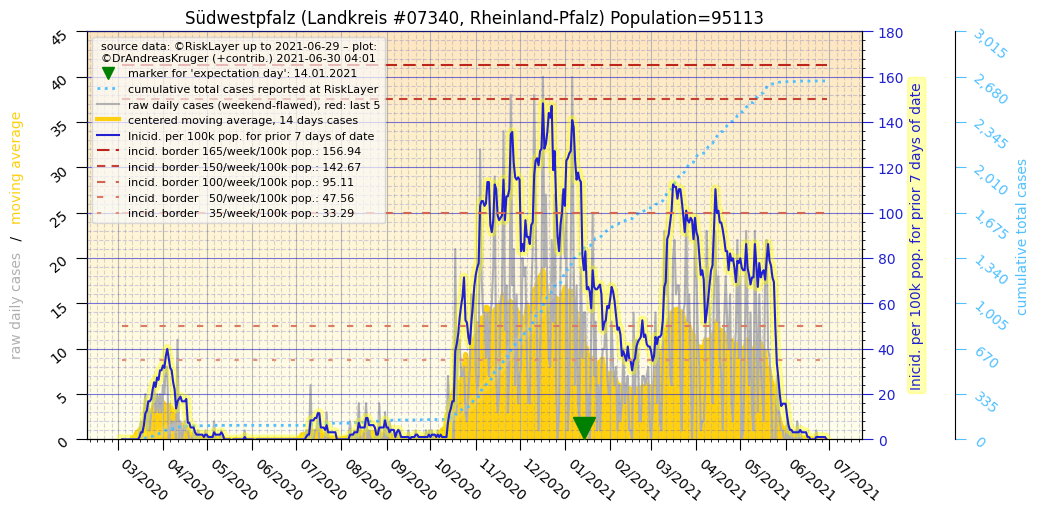 Südwestpfalz (Landkreis #07340, Rheinland-Pfalz) Population=95113
source data: ©RiskLayer up to 2021-06-29 – plot:
©DrAndreasKruger (+contrib.) 2021-06-30 04:01
marker for 'expectation day': 14.01.2021
cumulative total cases reported at RiskLayer
raw daily cases (weekend-flawed), red: last 5
centered moving average, 14 days cases
Inicid. per 100k pop. for prior 7 days of date
incid. border 165/week/100k pop.: 156.94
incid. border 150/week/100k pop.: 142.67
incid. border 100/week/100k pop.: 95.11
incid. border   50/week/100k pop.: 47.56
incid. border   35/week/100k pop.: 33.29
raw daily cases / moving average
45
40
35
30
25
20
15
10
5
0
03/2020
04/2020
05/2020
06/2020
07/2020
08/2020
09/2020
10/2020
11/2020
12/2020
01/2021
02/2021
03/2021
04/2021
05/2021
06/2021
07/2021
180
160
140
120
100
80
60
40
20
0
Inicid. per 100k pop. for prior 7 days of date
3,015
2,680
2,345
2,010
1,675
1,340
1,005
670
335
0
cumulative total cases